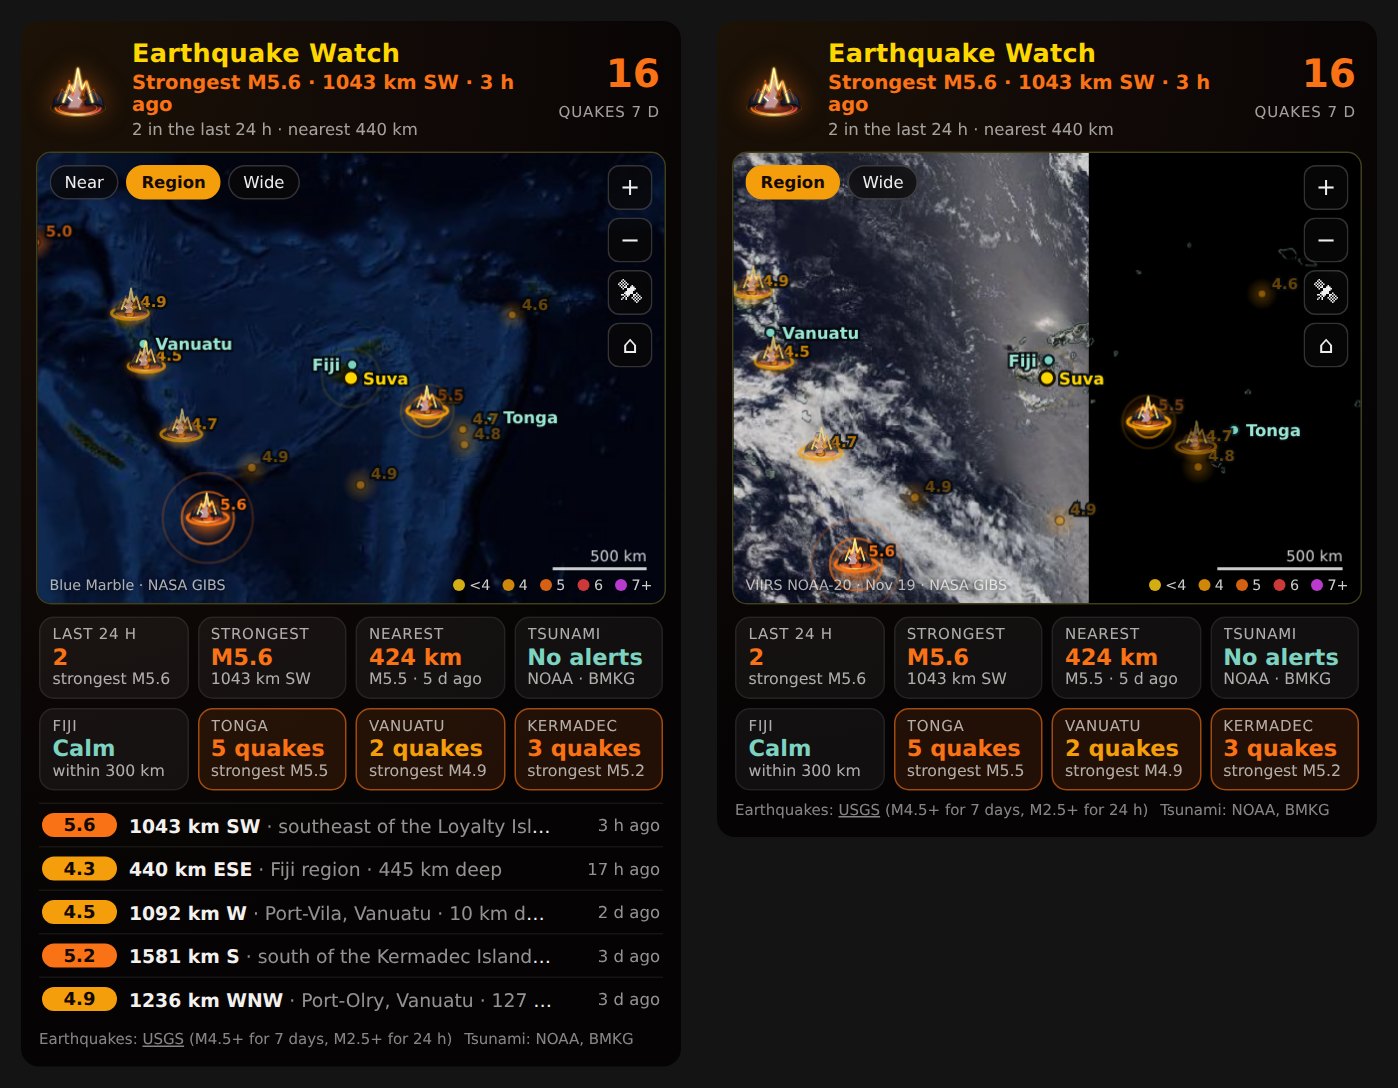 Earthquake Watch
Strongest M5.6 · 1043 km SW · 3 h
ago
2 in the last 24 h · nearest 440 km
16
QUAKES 7 D
Near
Region
Wide
+
−
5.0
4.9
4.6
Vanuatu
4.5
Fiji
Suva
5.5
4.7
4.7
Tonga
4.8
4.9
4.9
5.6
500 km
Blue Marble · NASA GIBS
<4
4
5
6
7+
LAST 24 H
2
strongest M5.6
STRONGEST
M5.6
1043 km SW
NEAREST
424 km
M5.5 · 5 d ago
TSUNAMI
No alerts
NOAA · BMKG
FIJI
Calm
within 300 km
TONGA
5 quakes
strongest M5.5
VANUATU
2 quakes
strongest M4.9
KERMADEC
3 quakes
strongest M5.2
5.6 1043 km SW · southeast of the Loyalty Isl... 3 h ago
4.3 440 km ESE · Fiji region · 445 km deep 17 h ago
4.5 1092 km W · Port-Vila, Vanuatu · 10 km d... 2 d ago
5.2 1581 km S · south of the Kermadec Island... 3 d ago
4.9 1236 km WNW · Port-Olry, Vanuatu · 127 ... 3 d ago
Earthquakes: USGS (M4.5+ for 7 days, M2.5+ for 24 h) Tsunami: NOAA, BMKG
Earthquake Watch
Strongest M5.6 · 1043 km SW · 3 h
ago
2 in the last 24 h · nearest 440 km
16
QUAKES 7 D
Region
Wide
+
−
4.9
4.6
Vanuatu
4.5
Fiji
Suva
5.5
4.7
4.7
Tonga
4.8
4.9
4.9
5.6
500 km
VIIRS NOAA-20 · Nov 19 · NASA GIBS
<4
4
5
6
7+
LAST 24 H
2
strongest M5.6
STRONGEST
M5.6
1043 km SW
NEAREST
424 km
M5.5 · 5 d ago
TSUNAMI
No alerts
NOAA · BMKG
FIJI
Calm
within 300 km
TONGA
5 quakes
strongest M5.5
VANUATU
2 quakes
strongest M4.9
KERMADEC
3 quakes
strongest M5.2
Earthquakes: USGS (M4.5+ for 7 days, M2.5+ for 24 h) Tsunami: NOAA, BMKG